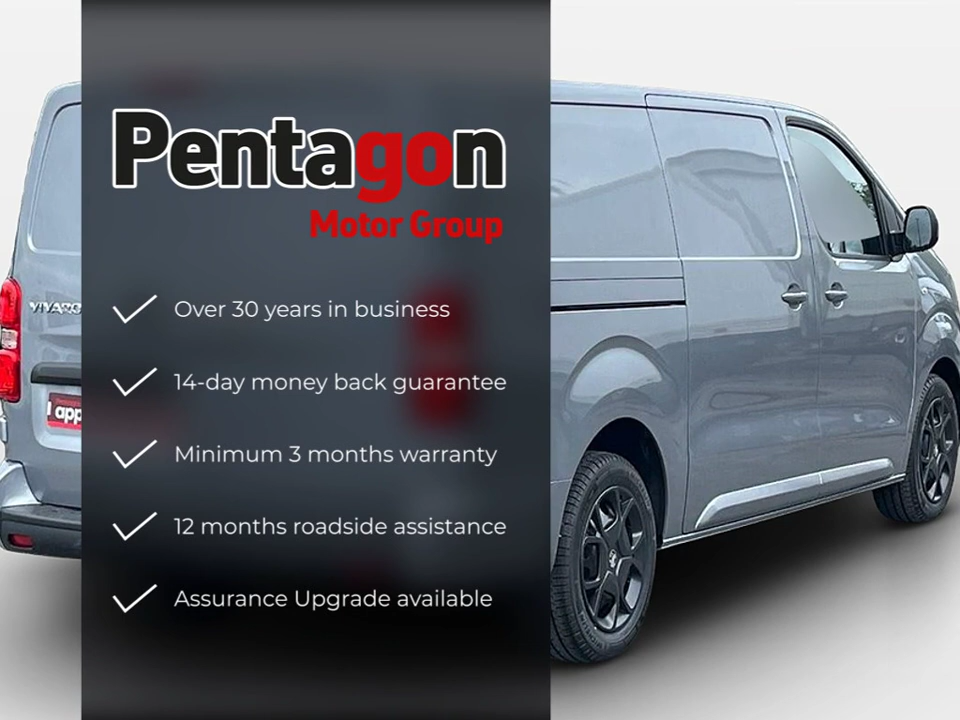 Pentagon
Motor Group
Over 30 years in business
14-day money back guarantee
Minimum 3 months warranty
12 months roadside assistance
Assurance Upgrade available
VIVARO
app